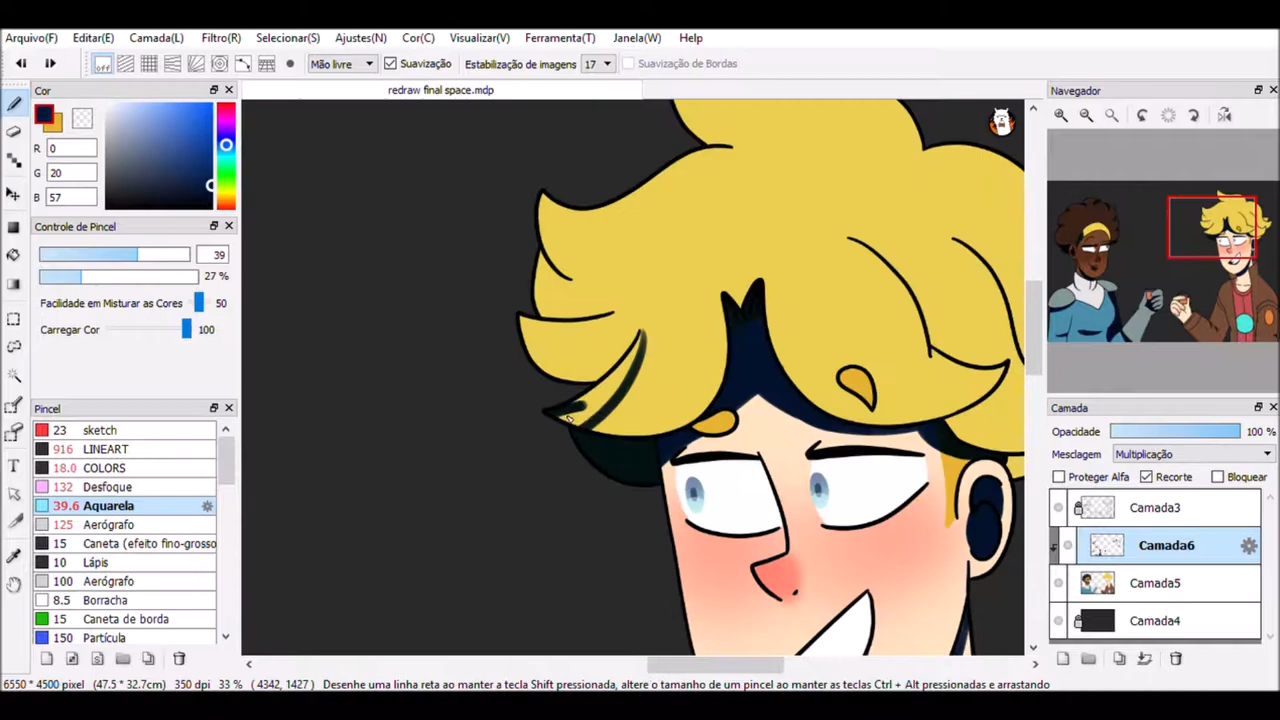 Arquivo(F) Editar(E) Camada(L) Filtro(R) Selecionar(S) Ajustes(N) Cor(C) Visualizar(V) Ferramenta(T) Janela(W) Help
off Mão livre Suavização Estabilização de imagens 17 Suavização de Bordas
Cor
redraw final space.mdp
Navegador
R 0
G 20
B 57
Controle de Pincel
39
27 %
Facilidade em Misturar as Cores 50
Carregar Cor 100
Pincel
23 sketch
916 LINEART
18.0 COLORS
132 Desfoque
39.6 Aquarela
125 Aerógrafo
15 Caneta (efeito fino-grosso
10 Lápis
100 Aerógrafo
8.5 Borracha
15 Caneta de borda
150 Partícula
Camada
Opacidade 100 %
Mesclagem Multiplicação
Proteger Alfa Recorte Bloquear
Camada3
Camada6
Camada5
Camada4
6550 * 4500 pixel (47.5 * 32.7cm) 350 dpi 33 % ( 4342, 1427 ) Desenhe uma linha reta ao manter a tecla Shift pressionada, altere o tamanho de um pincel ao manter as teclas Ctrl + Alt pressionadas e arrastando